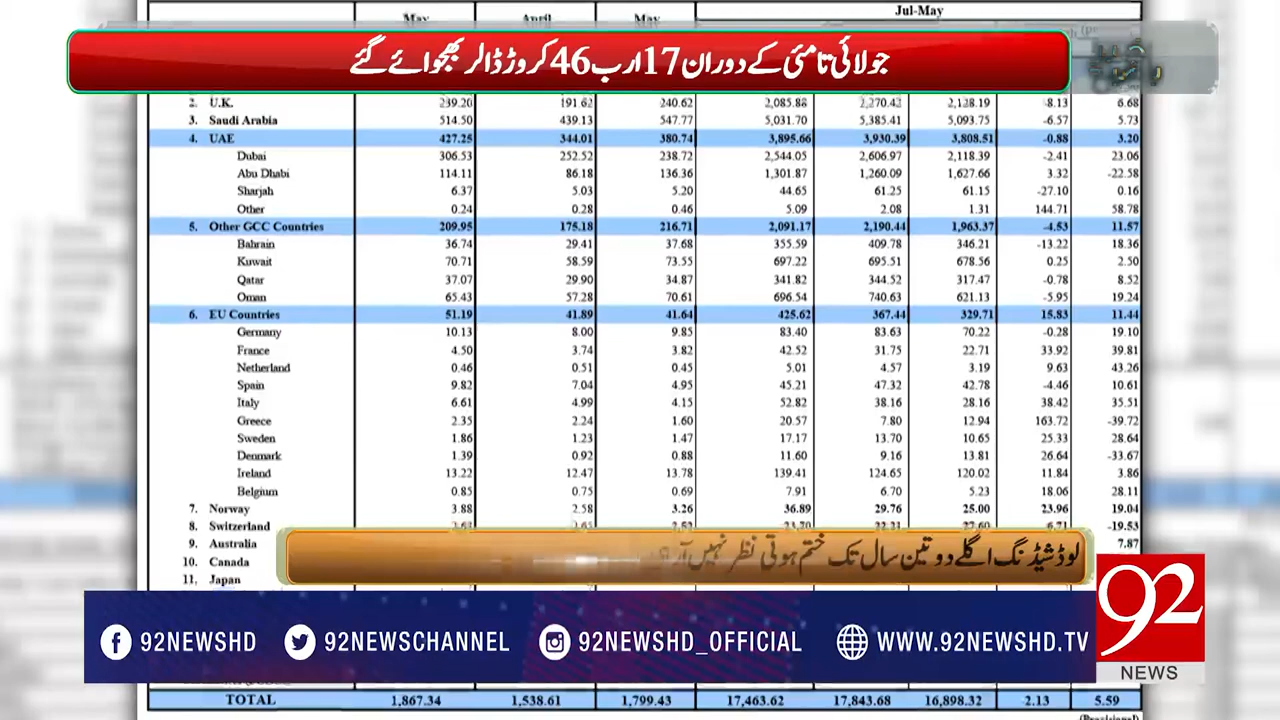 May April May Jul-May
جولائی تا مئی کے دوران 17 ارب 46 کروڑ ڈالر بھجوائے گئے
2. U.K. 239.20 191.62 240.62 2,085.88 2,270.43 2,128.19 -8.13 6.68
3. Saudi Arabia 514.50 439.13 547.77 5,031.70 5,385.41 5,093.75 -6.57 5.73
4. UAE 427.25 344.01 380.74 3,895.66 3,930.39 3,808.51 -0.88 3.20
Dubai 306.53 252.52 238.72 2,544.05 2,606.97 2,118.39 -2.41 23.06
Abu Dhabi 114.11 86.18 136.36 1,301.87 1,260.09 1,627.66 3.32 -22.58
Sharjah 6.37 5.03 5.20 44.65 61.25 61.15 -27.10 0.16
Other 0.24 0.28 0.46 5.09 2.08 1.31 144.71 58.78
5. Other GCC Countries 209.95 175.18 216.71 2,091.17 2,190.44 1,963.37 -4.53 11.57
Bahrain 36.74 29.41 37.68 355.59 409.78 346.21 -13.22 18.36
Kuwait 70.71 58.59 73.55 697.22 695.51 678.56 0.25 2.50
Qatar 37.07 29.90 34.87 341.82 344.52 317.47 -0.78 8.52
Oman 65.43 57.28 70.61 696.54 740.63 621.13 -5.95 19.24
6. EU Countries 51.19 41.89 41.64 425.62 367.44 329.71 15.83 11.44
Germany 10.13 8.00 9.85 83.40 83.63 70.22 -0.28 19.10
France 4.50 3.74 3.82 42.52 31.75 22.71 33.92 39.81
Netherland 0.46 0.51 0.45 5.01 4.57 3.19 9.63 43.26
Spain 9.82 7.04 4.95 45.21 47.32 42.78 -4.46 10.61
Italy 6.61 4.99 4.15 52.82 38.16 28.16 38.42 35.51
Greece 2.35 2.24 1.60 20.57 7.80 12.94 163.72 -39.72
Sweden 1.86 1.23 1.47 17.17 13.70 10.65 25.33 28.64
Denmark 1.39 0.92 0.88 11.60 9.16 13.81 26.64 -33.67
Ireland 13.22 12.47 13.78 139.41 124.65 120.02 11.84 3.86
Belgium 0.85 0.75 0.69 7.91 6.70 5.23 18.06 28.11
7. Norway 3.88 2.58 3.26 36.89 29.76 25.00 23.96 19.04
8. Switzerland -19.53
9. Australia 7.87
10. Canada
11. Japan
لوڈشیڈنگ اگلے دو تین سال تک ختم ہوتی نظر نہیں
92NEWSHD 92NEWSCHANNEL 92NEWSHD_OFFICIAL WWW.92NEWSHD.TV
92
NEWS
TOTAL 1,867.34 1,538.61 1,799.43 17,463.62 17,843.68 16,898.32 -2.13 5.59
(Provisional)